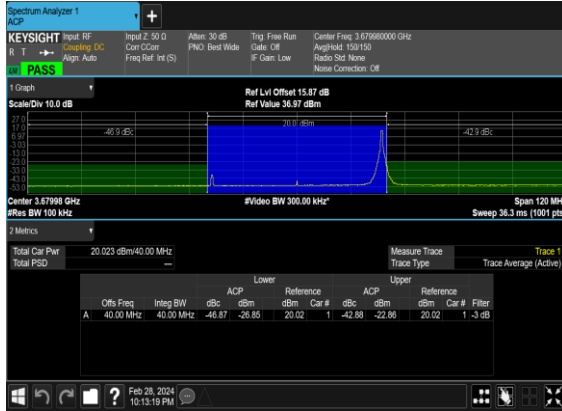 Spectrum Analyzer 1
ACP
+
KEYSIGHT Input: RF Input Z: 50 Ω Atten: 30 dB Trig: Free Run Center Freq: 3.679980000 GHz
R T Coupling: DC Corr CCorr PNO: Best Wide Gate: Off Avg|Hold: 150/150
Align: Auto Freq Ref: Int (S) IF Gain: Low Radio Std: None
PASS Noise Correction: Off
1 Graph
Ref Lvl Offset 15.87 dB
Scale/Div 10.0 dB Ref Value 36.97 dBm
27.0
17.0 20.0 dBm
6.97 -46.9 dBc -42.9 dBc
-3.03
-13.0
-23.0
-33.0
-43.0
-53.0
Center 3.67998 GHz #Video BW 300.00 kHz* Span 120 MHz
#Res BW 100 kHz Sweep 36.3 ms (1001 pts
2 Metrics
Total Car Pwr 20.023 dBm/40.00 MHz Measure Trace Trace 1
Total PSD --- Trace Type Trace Average (Active)
Lower Upper
ACP Reference ACP Reference
Offs Freq Integ BW dBc dBm dBm Car # dBc dBm dBm Car # Filter
A 40.00 MHz 40.00 MHz -46.87 -26.85 20.02 1 -42.88 -22.86 20.02 1 -3 dB
? Feb 28, 2024
10:13:19 PM